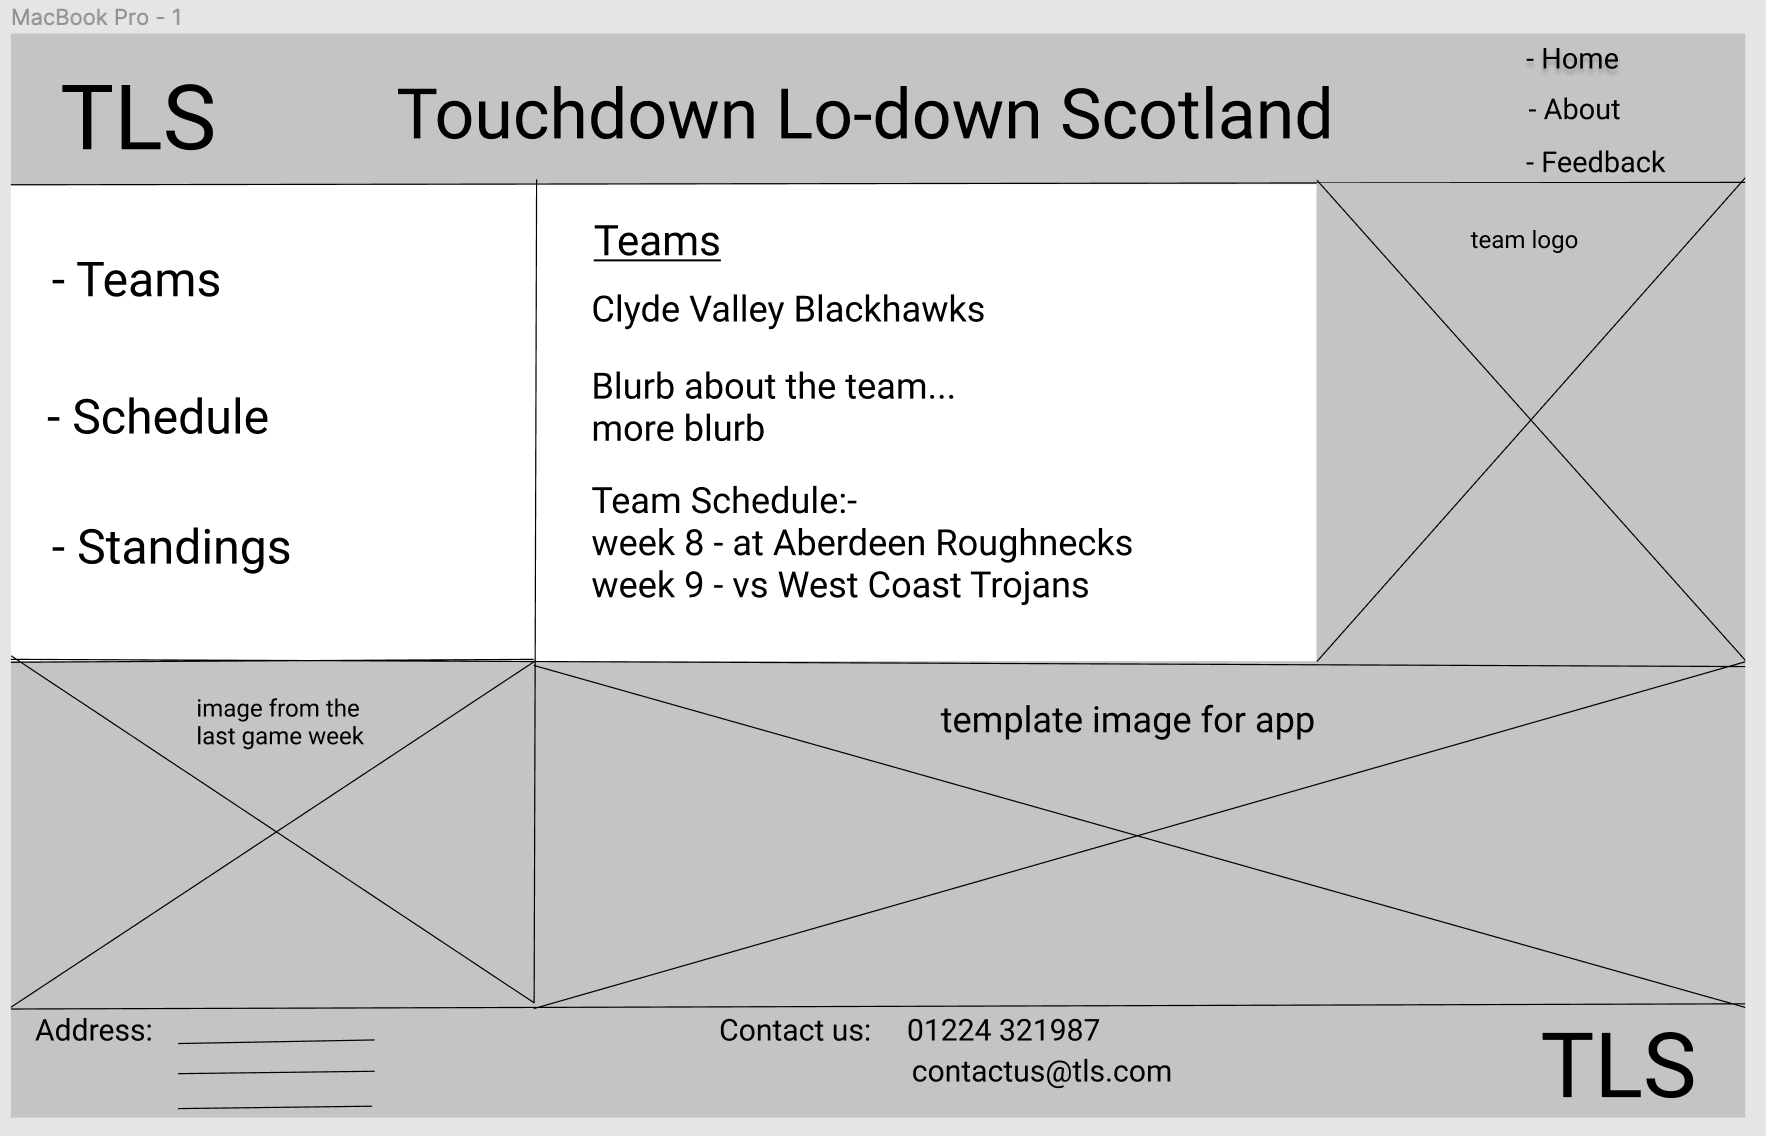 MacBook Pro - 1
TLS
Touchdown Lo-down Scotland
- Home
- About
- Feedback
- Teams
- Schedule
- Standings
Teams
Clyde Valley Blackhawks
Blurb about the team...
more blurb
Team Schedule:-
week 8 - at Aberdeen Roughnecks
week 9 - vs West Coast Trojans
team logo
image from the
last game week
template image for app
Address:
Contact us: 01224 321987
contactus@tls.com
TLS